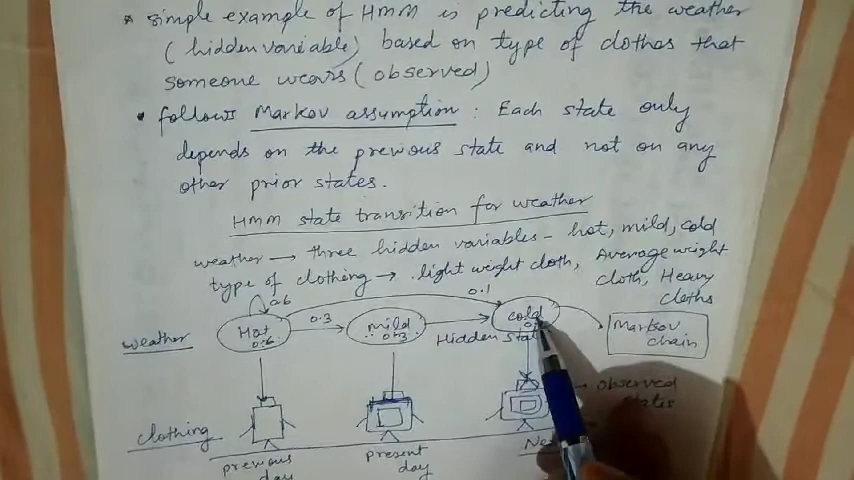 simple example of HMM is predicting the weather
(hidden variable) based on type of clothes that
someone wears (observed)
follows Markov assumption : Each state only
depends on the previous state and not on any
other prior states.
HMM state transition for weather
weather → three hidden variables - hot, mild, cold
type of clothing → light weight cloth, Average weight
cloth, Heavy
cloths
0.6
0.1
0.3
weather
Hot
0.6
mild
0.3
cold
Markov
chain
Hidden
observed
states
clothing
previous
day
present
day